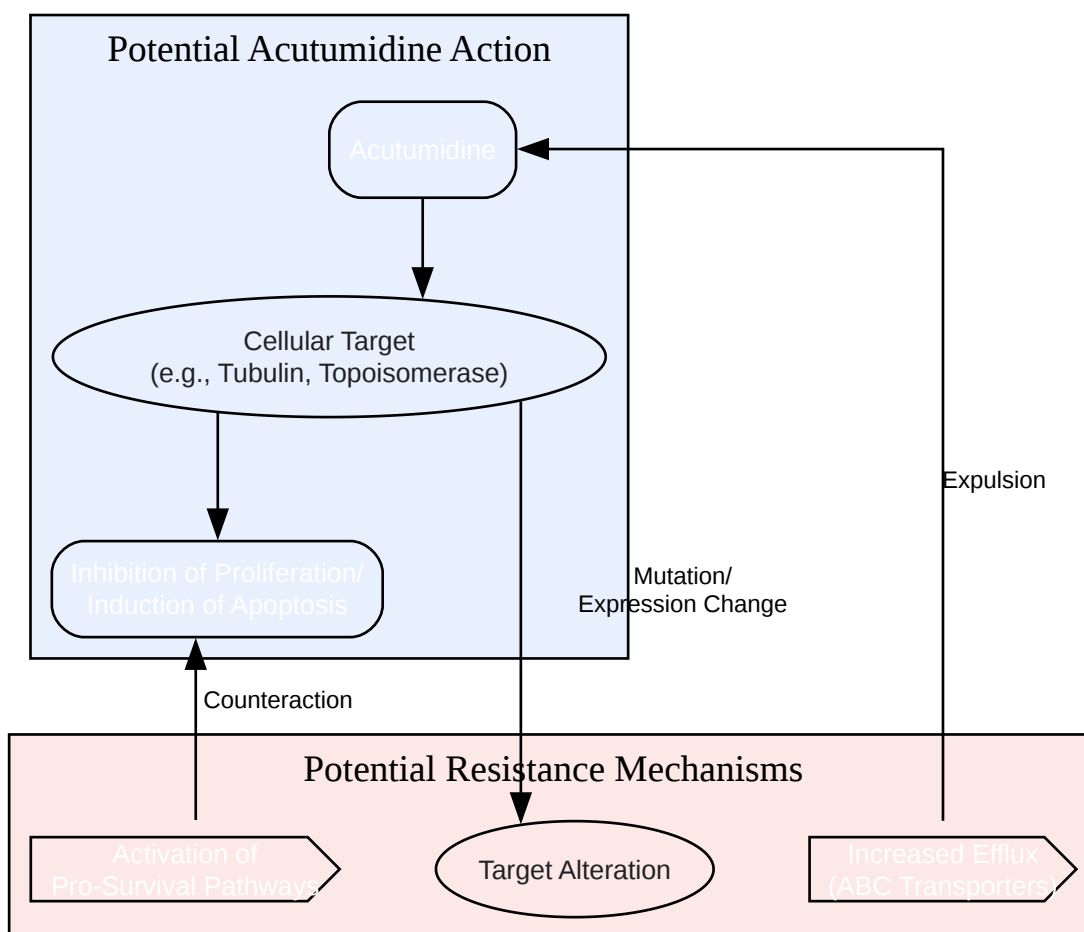 Potential Acutumidine Action
Acutumidine
Cellular Target
(e.g., Tubulin, Topoisomerase)
Expulsion
Inhibition of Proliferation/
Induction of Apoptosis
Mutation/
Expression Change
Counteraction
Potential Resistance Mechanisms
Activation of
Pro-Survival Pathways
Target Alteration
Increased Efflux
(ABC Transporters)